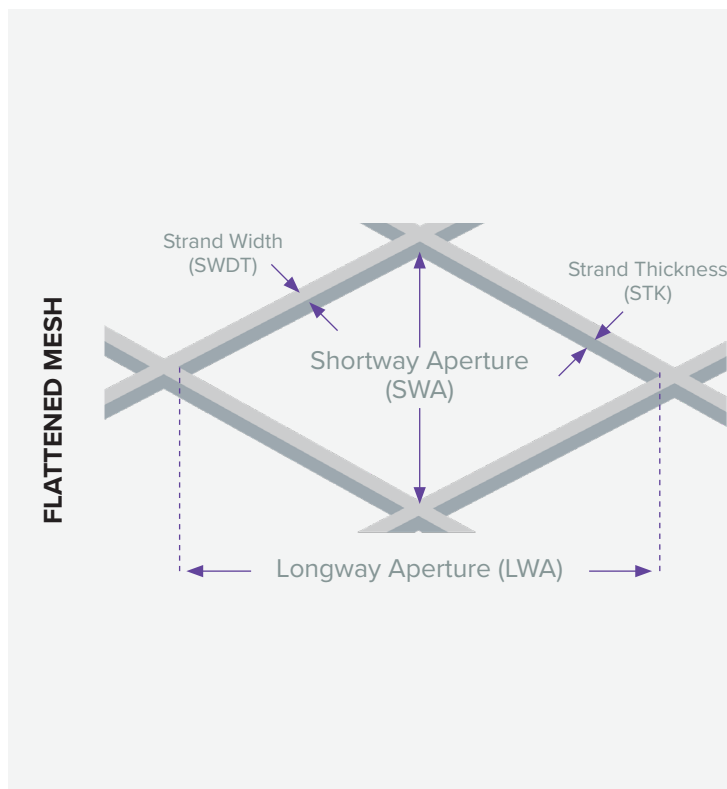 FLATTENED MESH
Strand Width
(SWDT)
Strand Thickness
(STK)
Shortway Aperture
(SWA)
Longway Aperture (LWA)